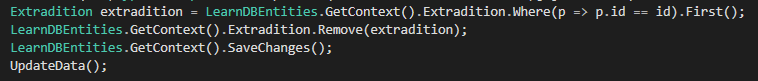 Extradition extradition = LearnDBEntities.GetContext().Extradition.Where(p => p.id == id).First();
LearnDBEntities.GetContext().Extradition.Remove(extradition);
LearnDBEntities.GetContext().SaveChanges();
UpdateData();